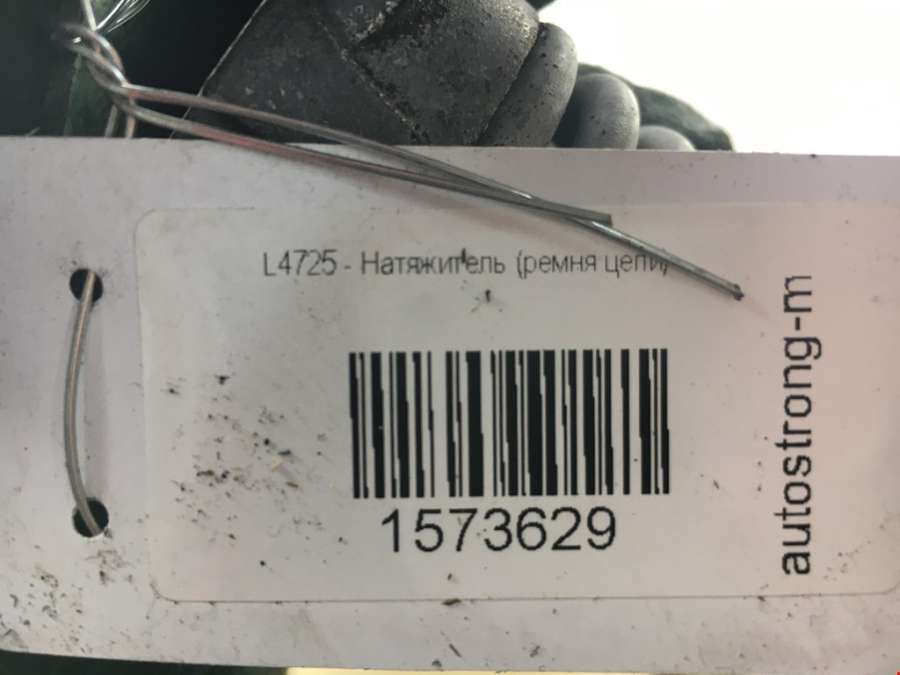 L4725 - Натяжитель (ремня цепи)
1573629
autostrong-m